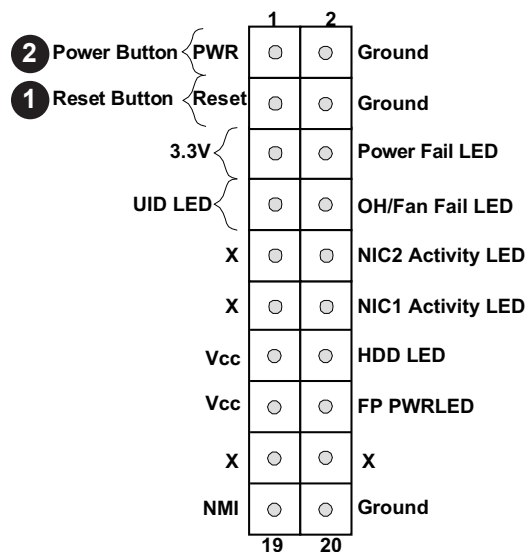 1 2
2 Power Button PWR Ground
1 Reset Button Reset Ground
3.3V Power Fail LED
UID LED OH/Fan Fail LED
X NIC2 Activity LED
X NIC1 Activity LED
Vcc HDD LED
Vcc FP PWRLED
X X
NMI Ground
19 20